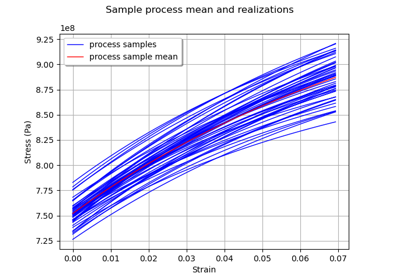 Sample process mean and realizations
1e8
process samples
process sample mean
9.25
9.00
8.75
8.50
8.25
8.00
7.75
7.50
7.25
Stress (Pa)
0.00 0.01 0.02 0.03 0.04 0.05 0.06 0.07
Strain